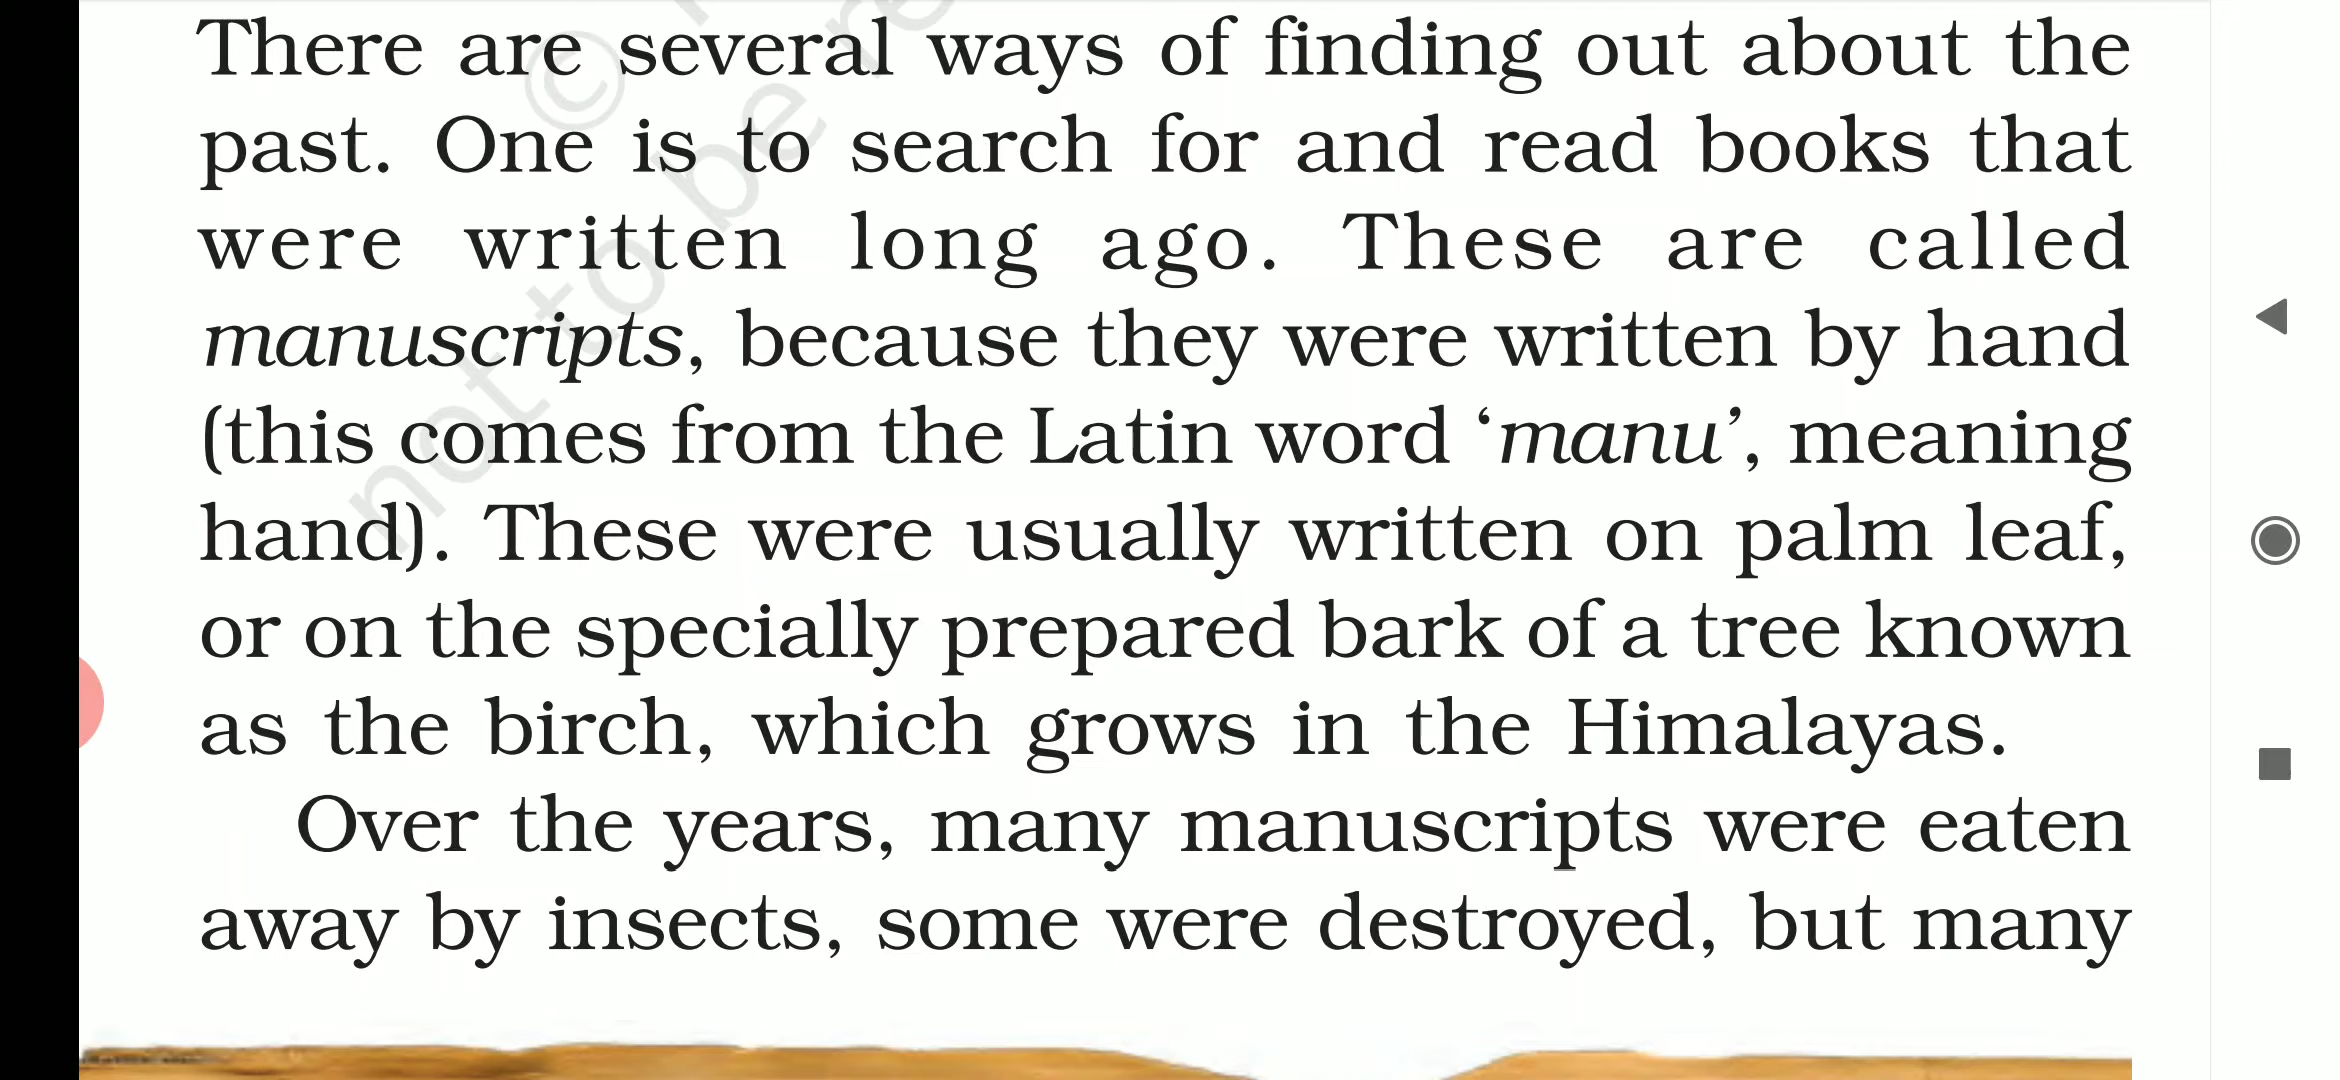 There are several ways of finding out about the
past. One is to search for and read books that
were written long ago. These are called
manuscripts, because they were written by hand
(this comes from the Latin word ‘manu’, meaning
hand). These were usually written on palm leaf,
or on the specially prepared bark of a tree known
as the birch, which grows in the Himalayas.
Over the years, many manuscripts were eaten
away by insects, some were destroyed, but many
©
not to be re